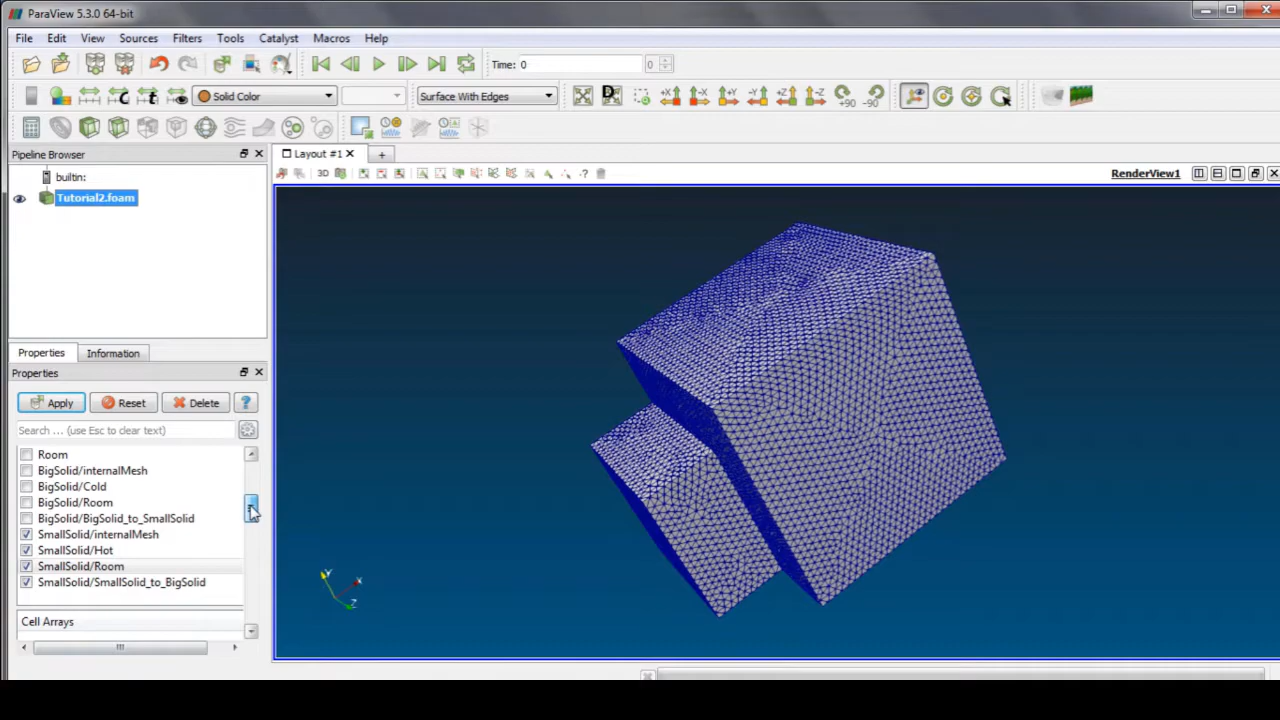 ParaView 5.3.0 64-bit
File Edit View Sources Filters Tools Catalyst Macros Help
Time: 0 0
C t Solid Color Surface With Edges D +X -X +Y -Y +Z -Z +90 -90
Pipeline Browser
Layout #1 +
builtin:
3D ? RenderView1
Tutorial2.foam
Properties Information
Properties
Apply Reset Delete ?
Search ... (use Esc to clear text)
Room
BigSolid/internalMesh
BigSolid/Cold
BigSolid/Room
BigSolid/BigSolid_to_SmallSolid
SmallSolid/internalMesh
SmallSolid/Hot
SmallSolid/Room
SmallSolid/SmallSolid_to_BigSolid
Cell Arrays
Y X Z